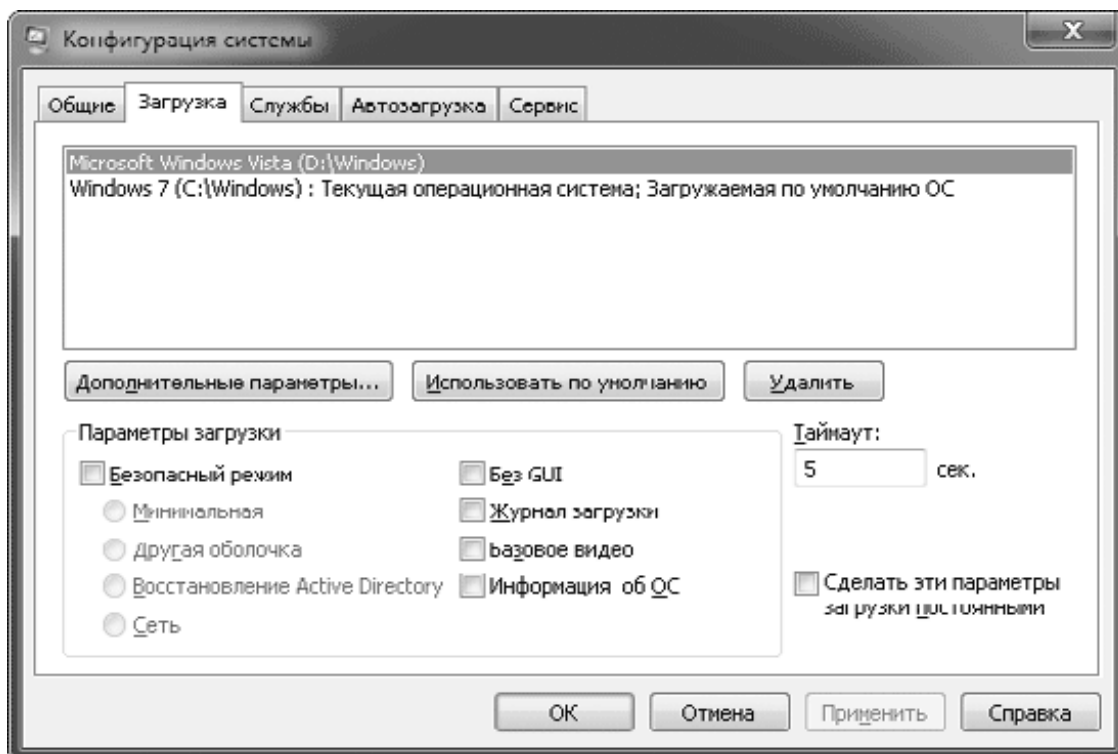 Конфигурация системы
Общие Загрузка Службы Автозагрузка Сервис
Microsoft Windows Vista (D:\Windows)
Windows 7 (C:\Windows) : Текущая операционная система; Загружаемая по умолчанию ОС
Дополнительные параметры... Использовать по умолчанию Удалить
Параметры загрузки Таймаут:
Безопасный режим Без GUI 5 сек.
Минимальная Журнал загрузки
Другая оболочка Базовое видео
Восстановление Active Directory Информация об ОС Сделать эти параметры
загрузки постоянными
Сеть
ОК Отмена Применить Справка